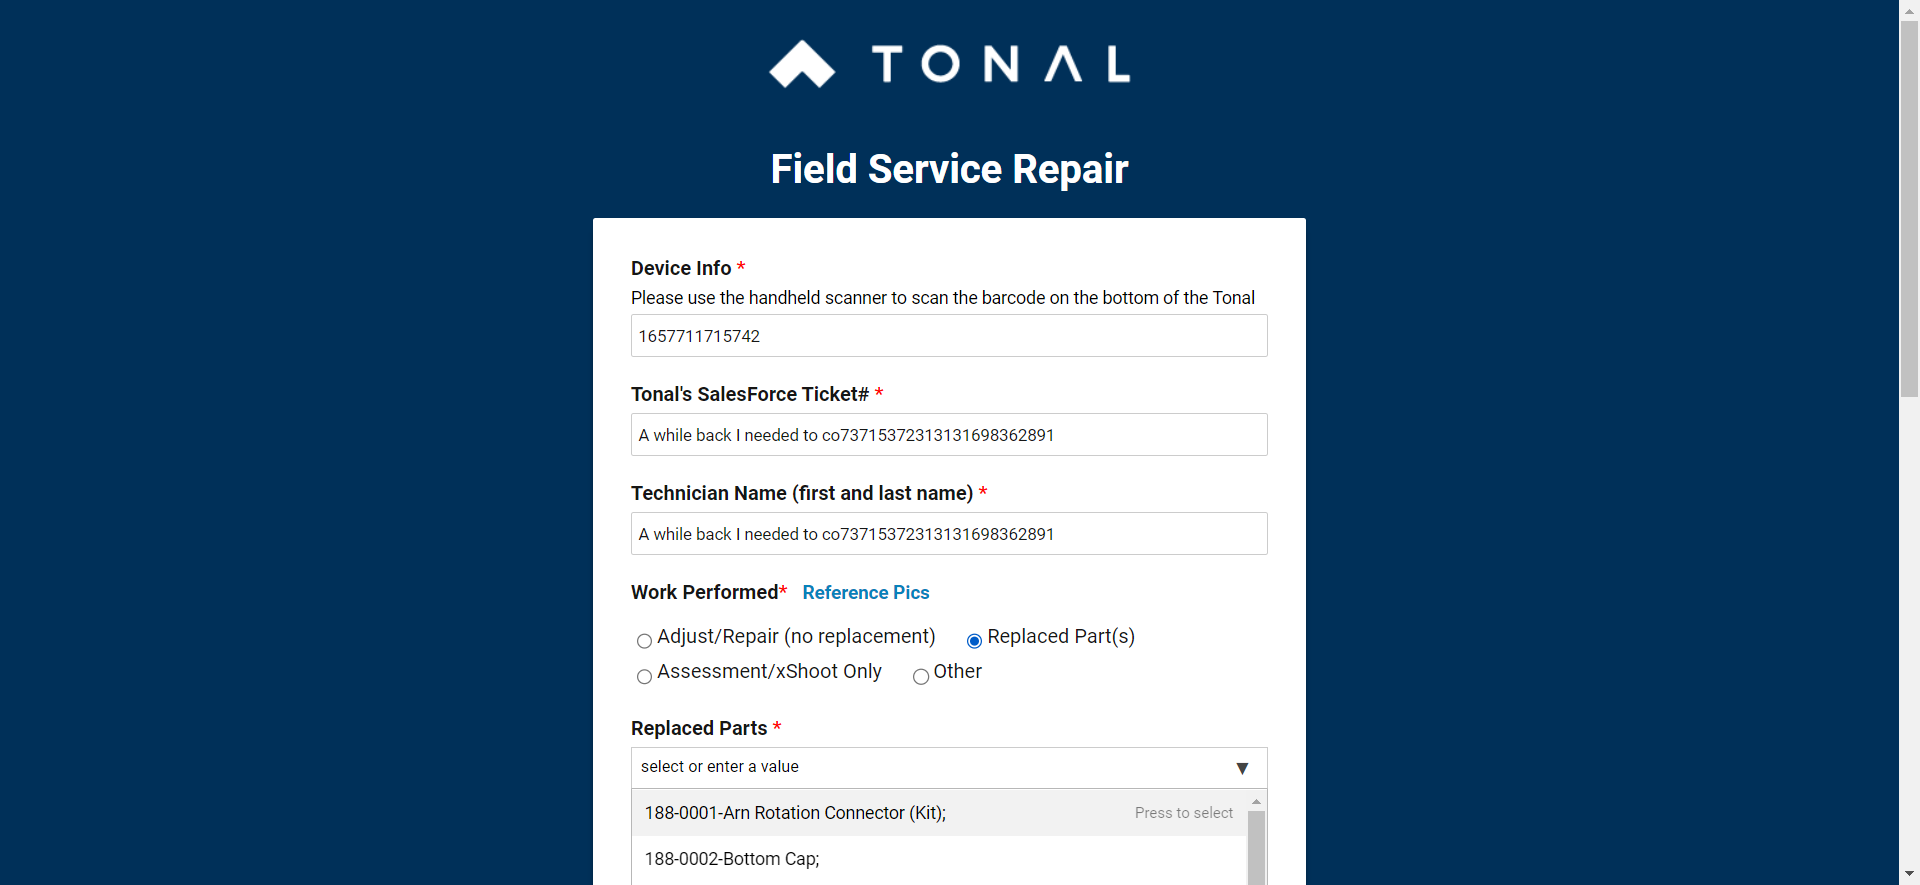 TONAL
Field Service Repair
Device Info *
Please use the handheld scanner to scan the barcode on the bottom of the Tonal
1657711715742
Tonal's SalesForce Ticket# *
A while back I needed to co73715372313131698362891
Technician Name (first and last name) *
A while back I needed to co73715372313131698362891
Work Performed* Reference Pics
Adjust/Repair (no replacement) Replaced Part(s)
Assessment/xShoot Only Other
Replaced Parts *
select or enter a value
188-0001-Arn Rotation Connector (Kit); Press to select
188-0002-Bottom Cap;